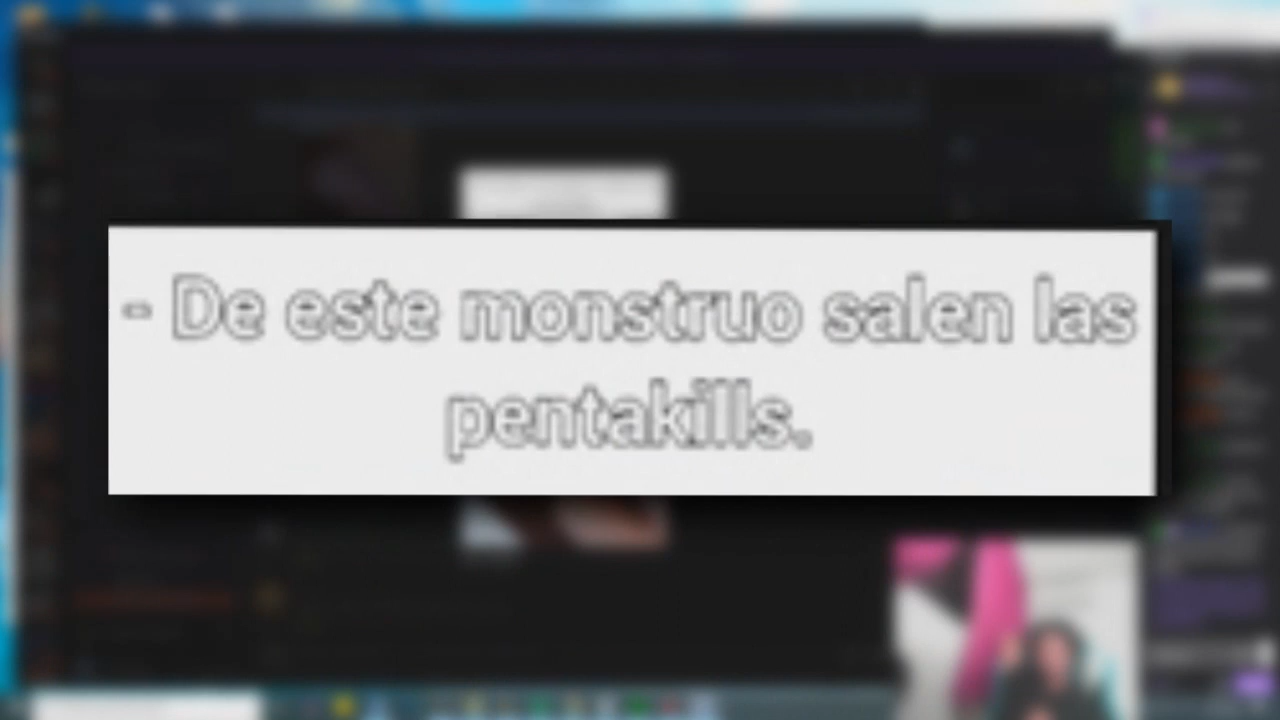 - De este monstruo salen las
pentakills.